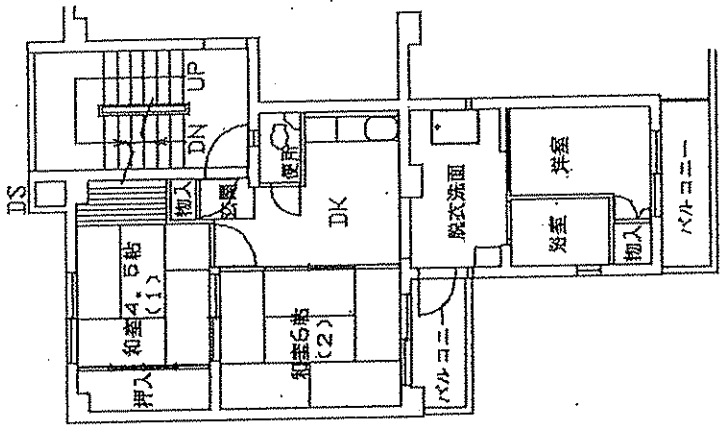 DS
UP
DN
物入
玄関
便所
DK
和室4.5帖
(1)
押入
和室6帖
(2)
脱衣洗面
洋室
浴室
物入
バルコニー
バルコニー